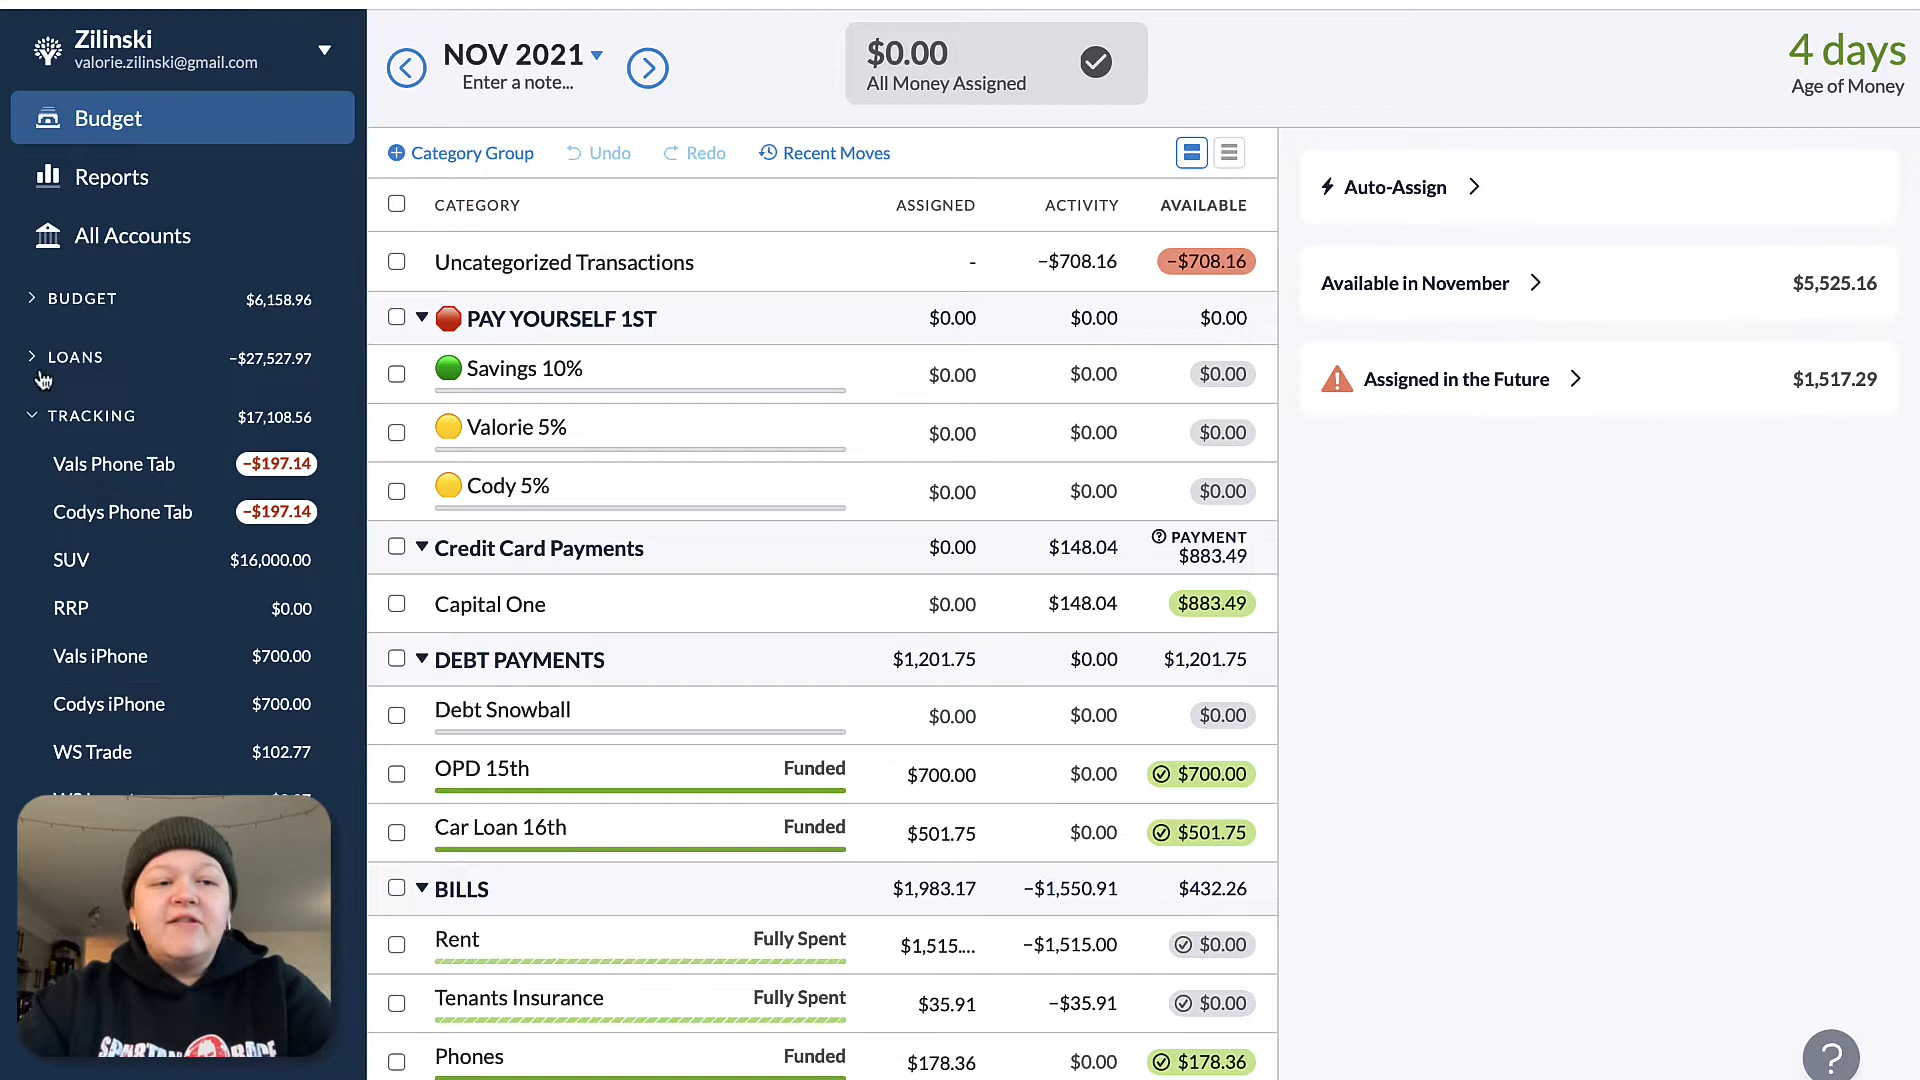 Zilinski
valorie.zilinski@gmail.com
Budget
Reports
All Accounts
BUDGET $6,158.96
LOANS −$27,527.97
TRACKING $17,108.56
Vals Phone Tab −$197.14
Codys Phone Tab −$197.14
SUV $16,000.00
RRP $0.00
Vals iPhone $700.00
Codys iPhone $700.00
WS Trade $102.77
NOV 2021
Enter a note...
$0.00
All Money Assigned
4 days
Age of Money
Category Group Undo Redo Recent Moves
CATEGORY ASSIGNED ACTIVITY AVAILABLE
Uncategorized Transactions - −$708.16 −$708.16
PAY YOURSELF 1ST $0.00 $0.00 $0.00
Savings 10% $0.00 $0.00 $0.00
Valorie 5% $0.00 $0.00 $0.00
Cody 5% $0.00 $0.00 $0.00
Credit Card Payments $0.00 $148.04 PAYMENT $883.49
Capital One $0.00 $148.04 $883.49
DEBT PAYMENTS $1,201.75 $0.00 $1,201.75
Debt Snowball $0.00 $0.00 $0.00
OPD 15th Funded $700.00 $0.00 $700.00
Car Loan 16th Funded $501.75 $0.00 $501.75
BILLS $1,983.17 −$1,550.91 $432.26
Rent Fully Spent $1,515.... −$1,515.00 $0.00
Tenants Insurance Fully Spent $35.91 −$35.91 $0.00
Phones Funded $178.36 $0.00 $178.36
Auto-Assign
Available in November $5,525.16
Assigned in the Future $1,517.29
?